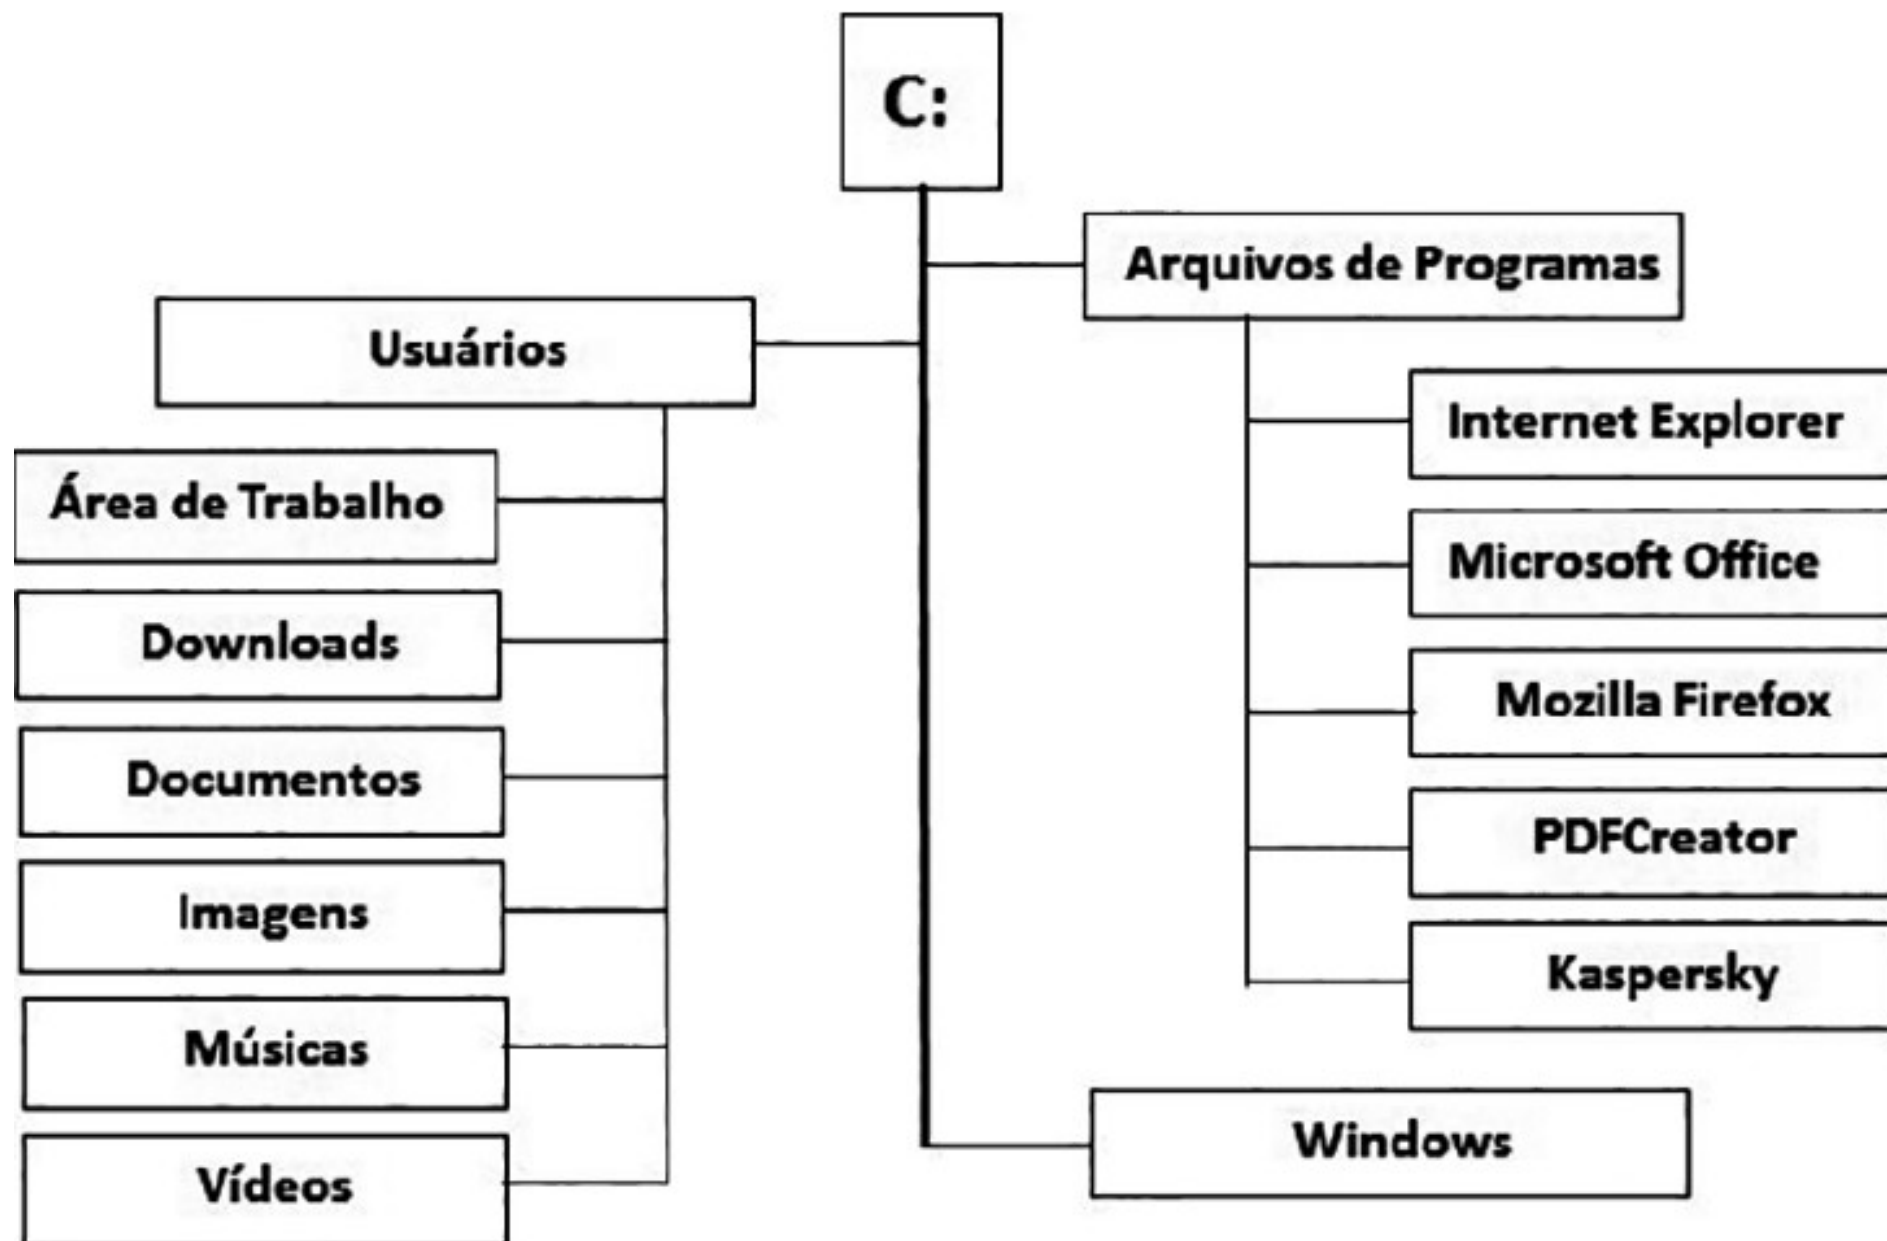 C:
Arquivos de Programas
Usuários
Internet Explorer
Área de Trabalho
Microsoft Office
Downloads
Mozilla Firefox
Documentos
PDFCreator
Imagens
Kaspersky
Músicas
Windows
Vídeos